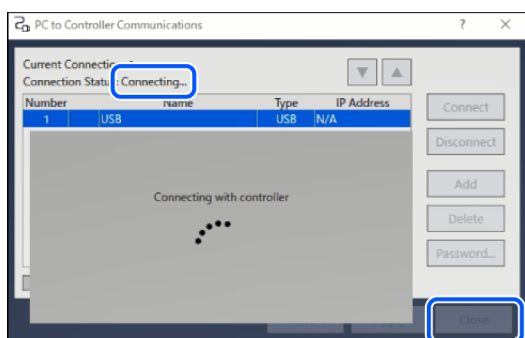 PC to Controller Communications
Current Connection
Connection Status: Connecting...
Number Name Type IP Address
1 USB USB N/A
Connect
Disconnect
Connecting with controller
Add
Delete
Password...
Close